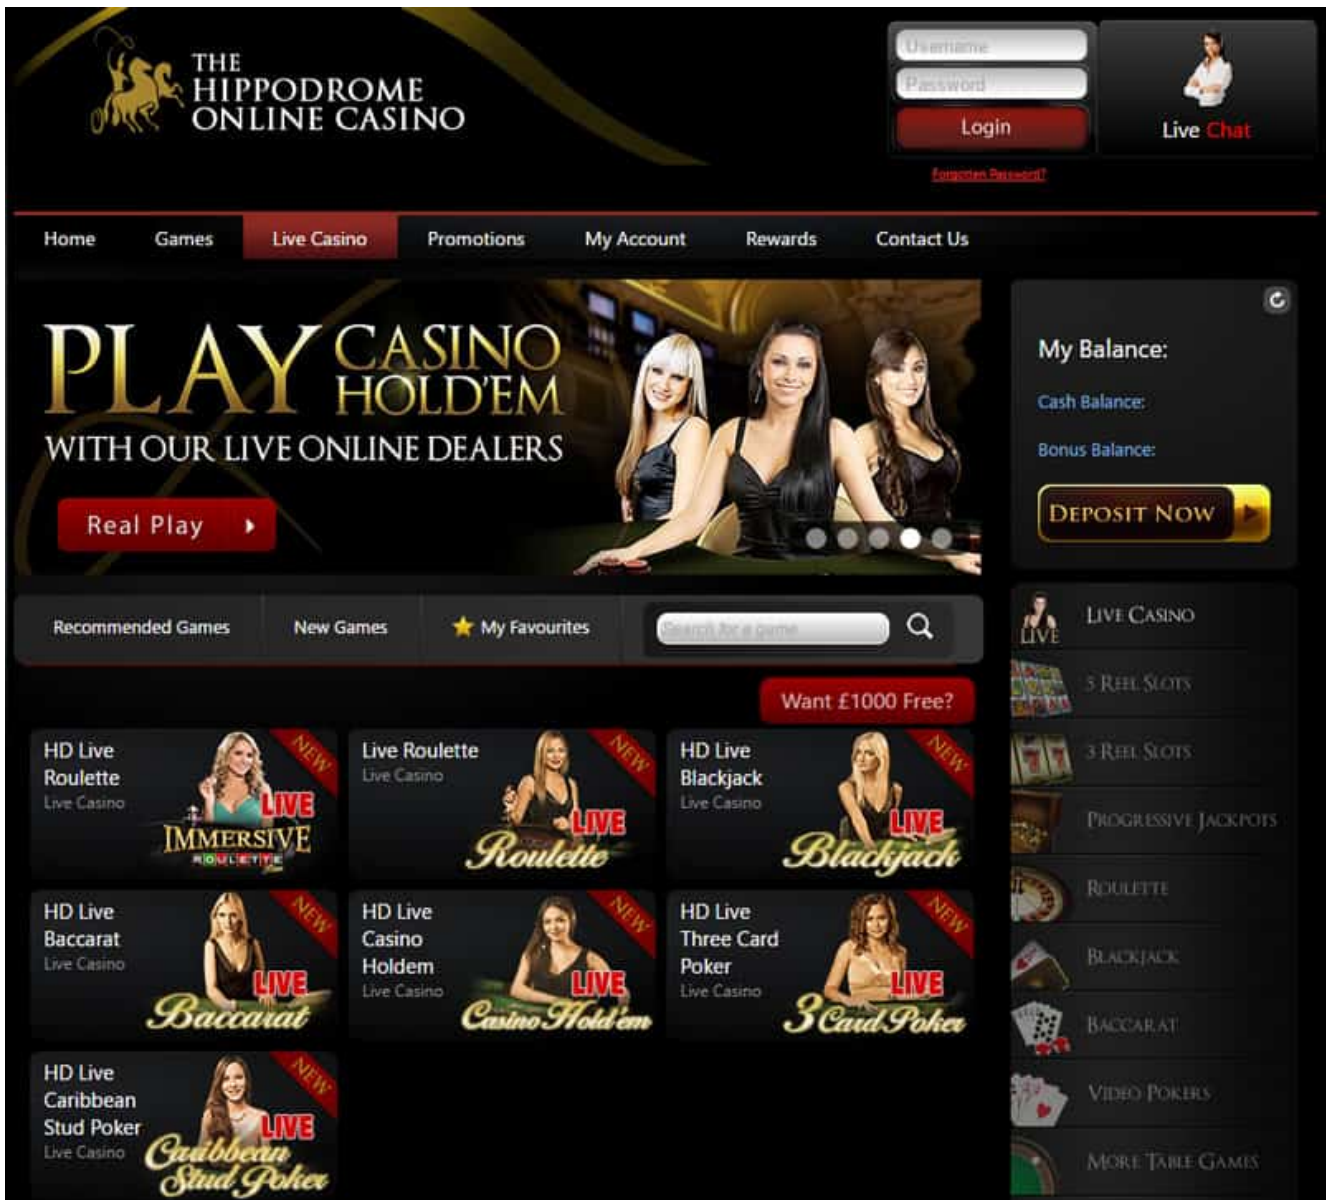 THE
HIPPODROME
ONLINE CASINO
Username
Password
Login
Forgotten Password?
Live Chat
Home Games Live Casino Promotions My Account Rewards Contact Us
PLAY CASINO
HOLD'EM
WITH OUR LIVE ONLINE DEALERS
Real Play
My Balance:
Cash Balance:
Bonus Balance:
DEPOSIT NOW
Recommended Games New Games My Favourites Search for a game
Want £1000 Free?
HD Live
Roulette
Live Casino
NEW
LIVE
IMMERSIVE
ROULETTE
Live Roulette
Live Casino
NEW
LIVE
Roulette
HD Live
Blackjack
Live Casino
NEW
LIVE
Blackjack
HD Live
Baccarat
Live Casino
NEW
LIVE
Baccarat
HD Live
Casino
Holdem
Live Casino
NEW
LIVE
Casino Hold'em
HD Live
Three Card
Poker
Live Casino
NEW
LIVE
3 Card Poker
HD Live
Caribbean
Stud Poker
Live Casino
NEW
LIVE
Caribbean
Stud Poker
LIVE
LIVE CASINO
5 REEL SLOTS
3 REEL SLOTS
PROGRESSIVE JACKPOTS
ROULETTE
BLACKJACK
BACCARAT
VIDEO POKERS
MORE TABLE GAMES